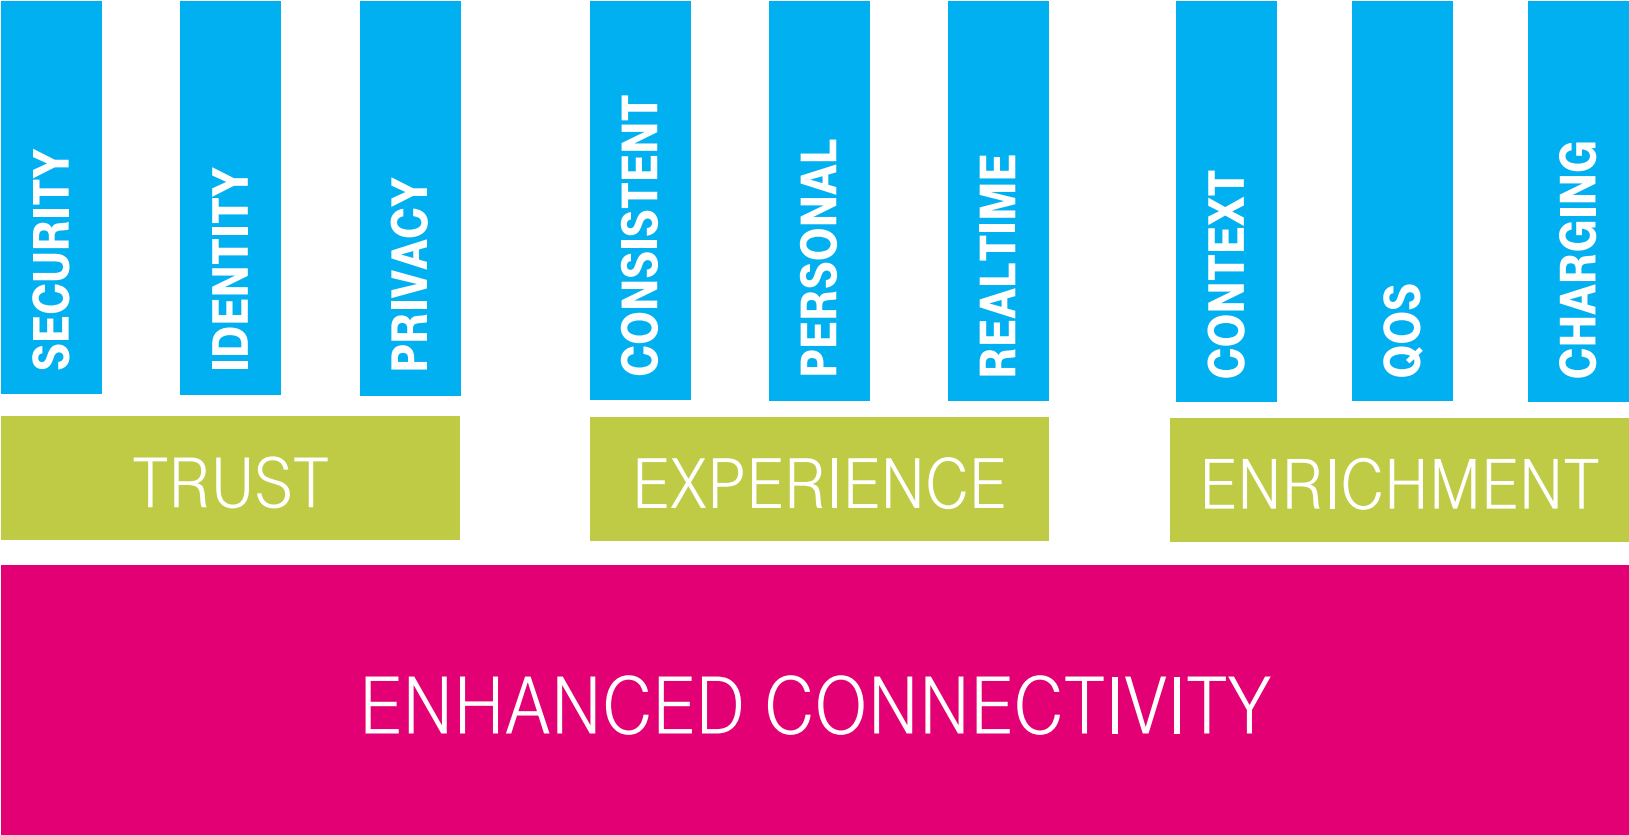 SECURITY
IDENTITY
PRIVACY
CONSISTENT
PERSONAL
REALTIME
CONTEXT
QOS
CHARGING
TRUST
EXPERIENCE
ENRICHMENT
ENHANCED CONNECTIVITY